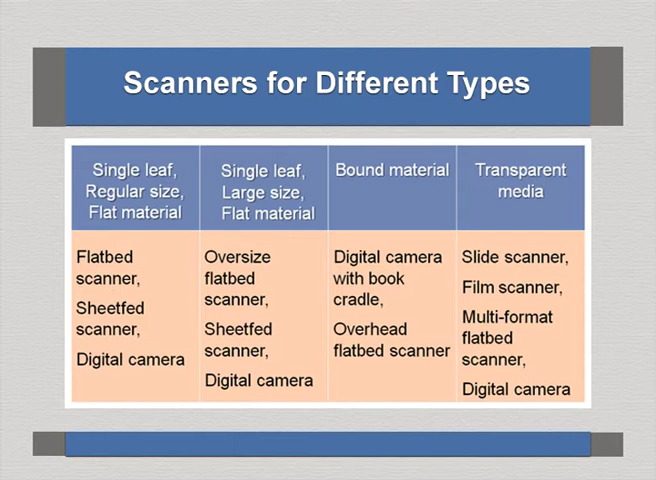 Scanners for Different Types
Single leaf,
Regular size,
Flat material
Single leaf,
Large size,
Flat material
Bound material
Transparent
media
Flatbed
scanner,
Sheetfed
scanner,
Digital camera
Oversize
flatbed
scanner,
Sheetfed
scanner,
Digital camera
Digital camera
with book
cradle,
Overhead
flatbed scanner
Slide scanner,
Film scanner,
Multi-format
flatbed
scanner,
Digital camera